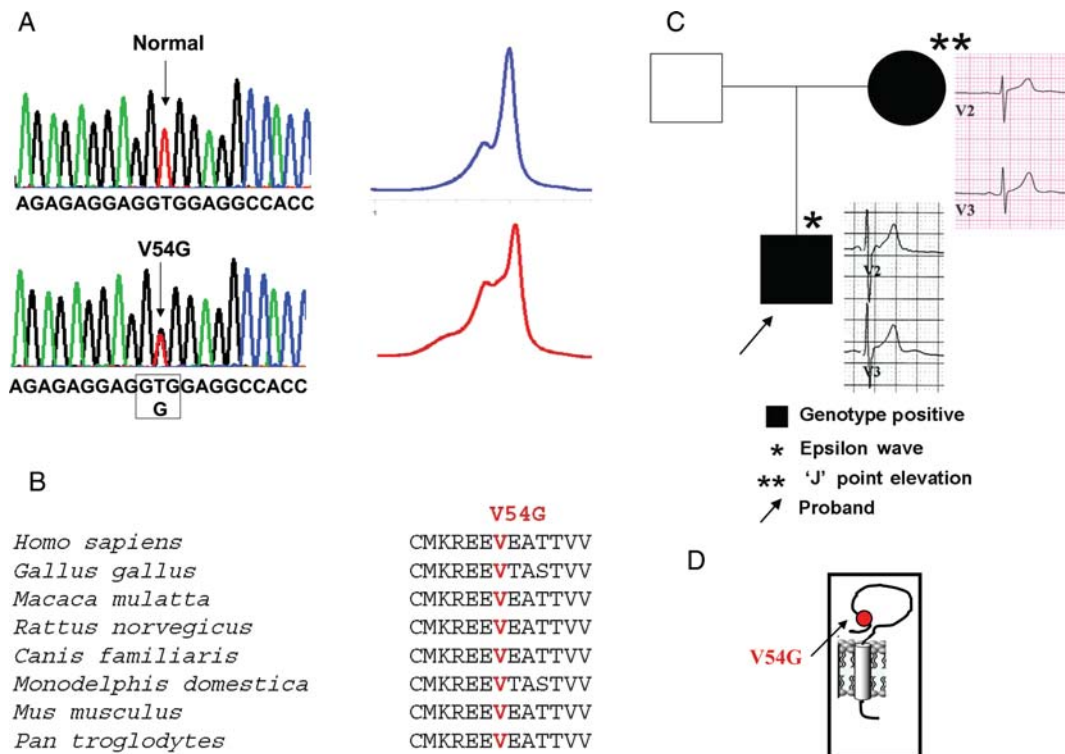 A
Normal
AGAGAGGAGGTGGAGGCCACC
V54G
AGAGAGGAGGTGGAGGCCACC
G
1
B
V54G
Homo sapiens CMKREEVEATTVV
Gallus gallus CMKREEVTASTVV
Macaca mulatta CMKREEVEATTVV
Rattus norvegicus CMKREEVEATTVV
Canis familiaris CMKREEVEATTVV
Monodelphis domestica CMKREEVTASTVV
Mus musculus CMKREEVEATTVV
Pan troglodytes CMKREEVEATTVV
C
**
V2
V3
*
V2
V3
Genotype positive
* Epsilon wave
** 'J' point elevation
Proband
D
V54G